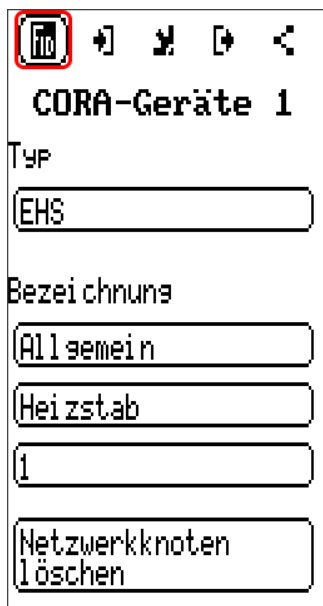 CORA-Geräte 1
Typ
EHS
Bezeichnung
Allgemein
Heizstab
1
Netzwerkknoten
löschen